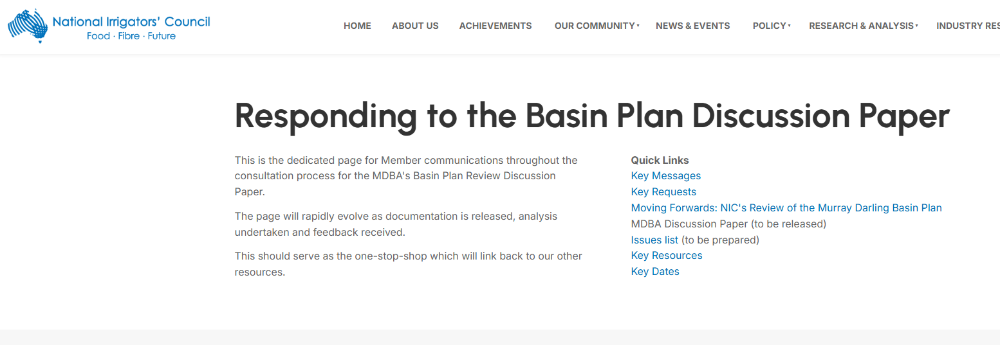 National Irrigators' Council
Food · Fibre · Future
HOME
ABOUT US
ACHIEVEMENTS
OUR COMMUNITY
NEWS & EVENTS
POLICY
RESEARCH & ANALYSIS
INDUSTRY RES
Responding to the Basin Plan Discussion Paper
This is the dedicated page for Member communications throughout the
consultation process for the MDBA's Basin Plan Review Discussion
Paper.
The page will rapidly evolve as documentation is released, analysis
undertaken and feedback received.
This should serve as the one-stop-shop which will link back to our other
resources.
Quick Links
Key Messages
Key Requests
Moving Forwards: NIC's Review of the Murray Darling Basin Plan
MDBA Discussion Paper (to be released)
Issues list (to be prepared)
Key Resources
Key Dates